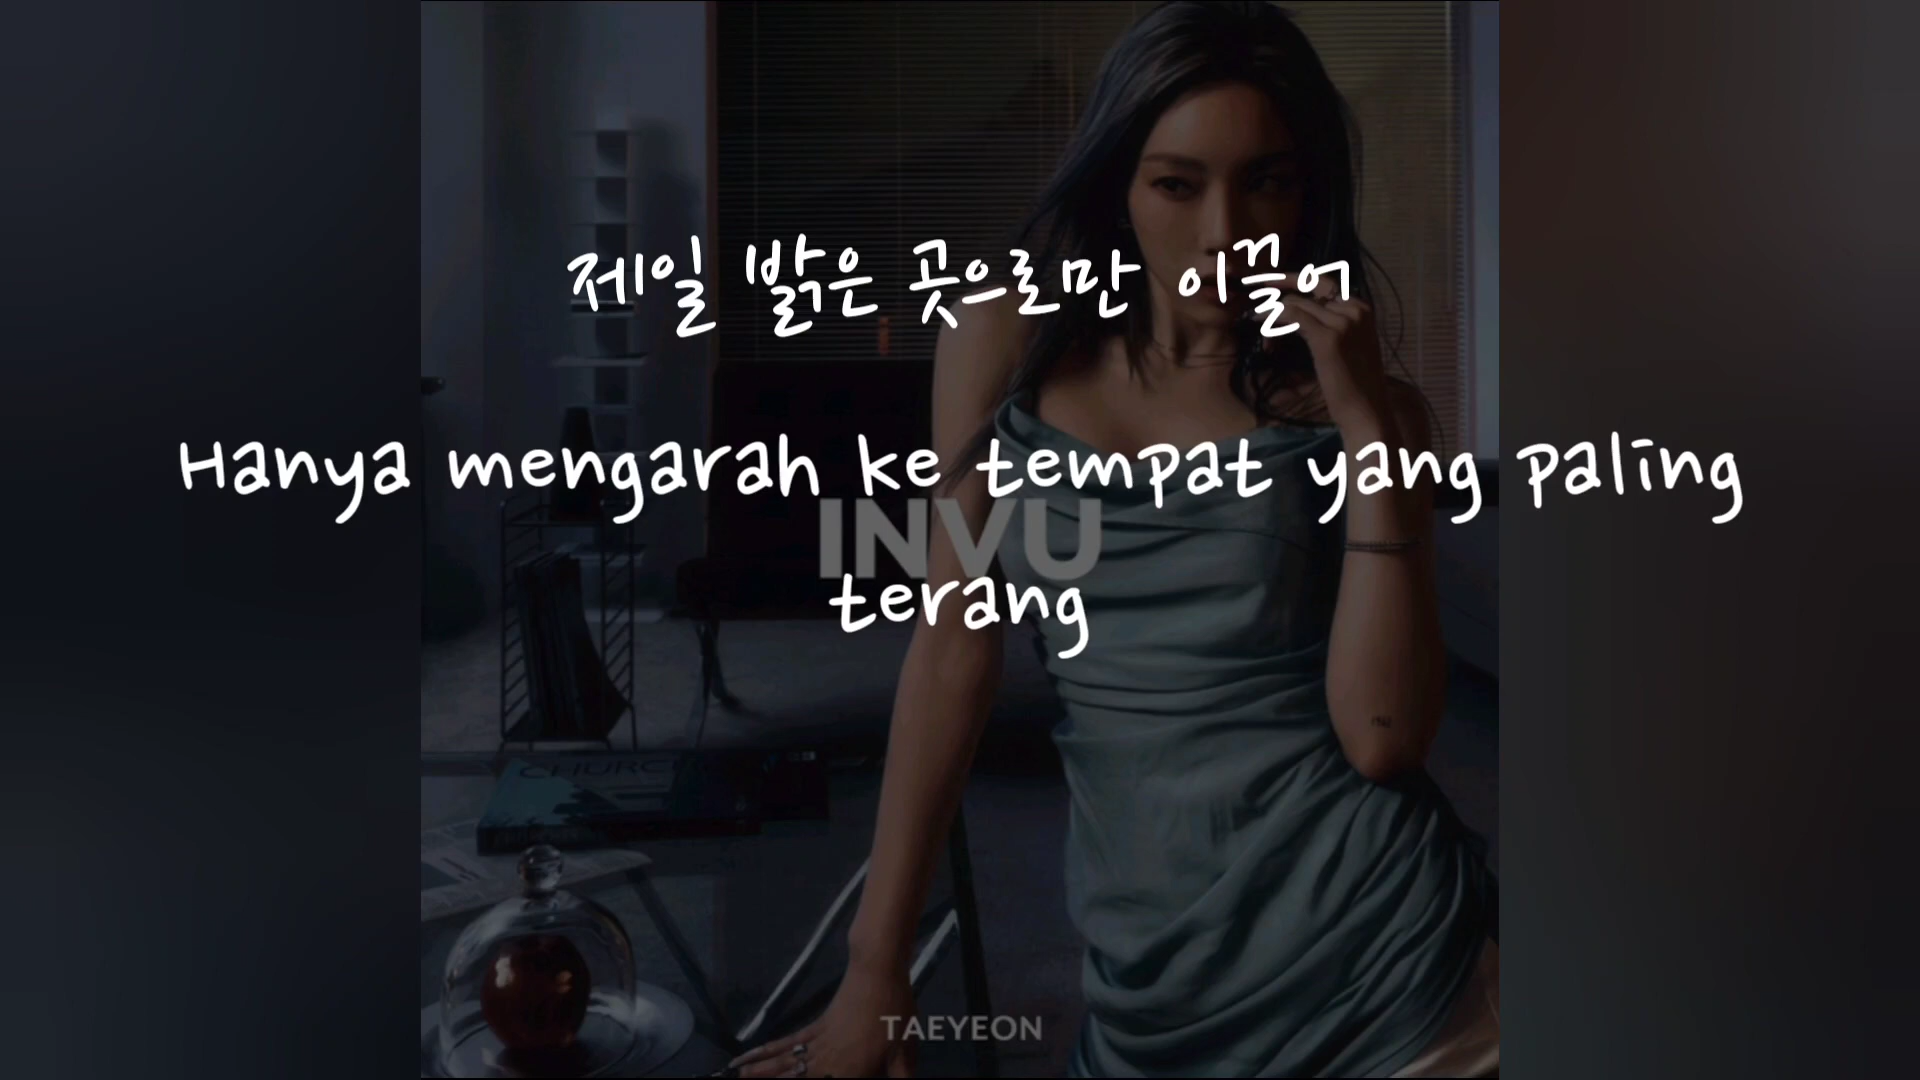 제일 밝은 곳으로만 이끌어
Hanya mengarah ke tempat yang paling
INVU
terang
CHURCH
TAEYEON